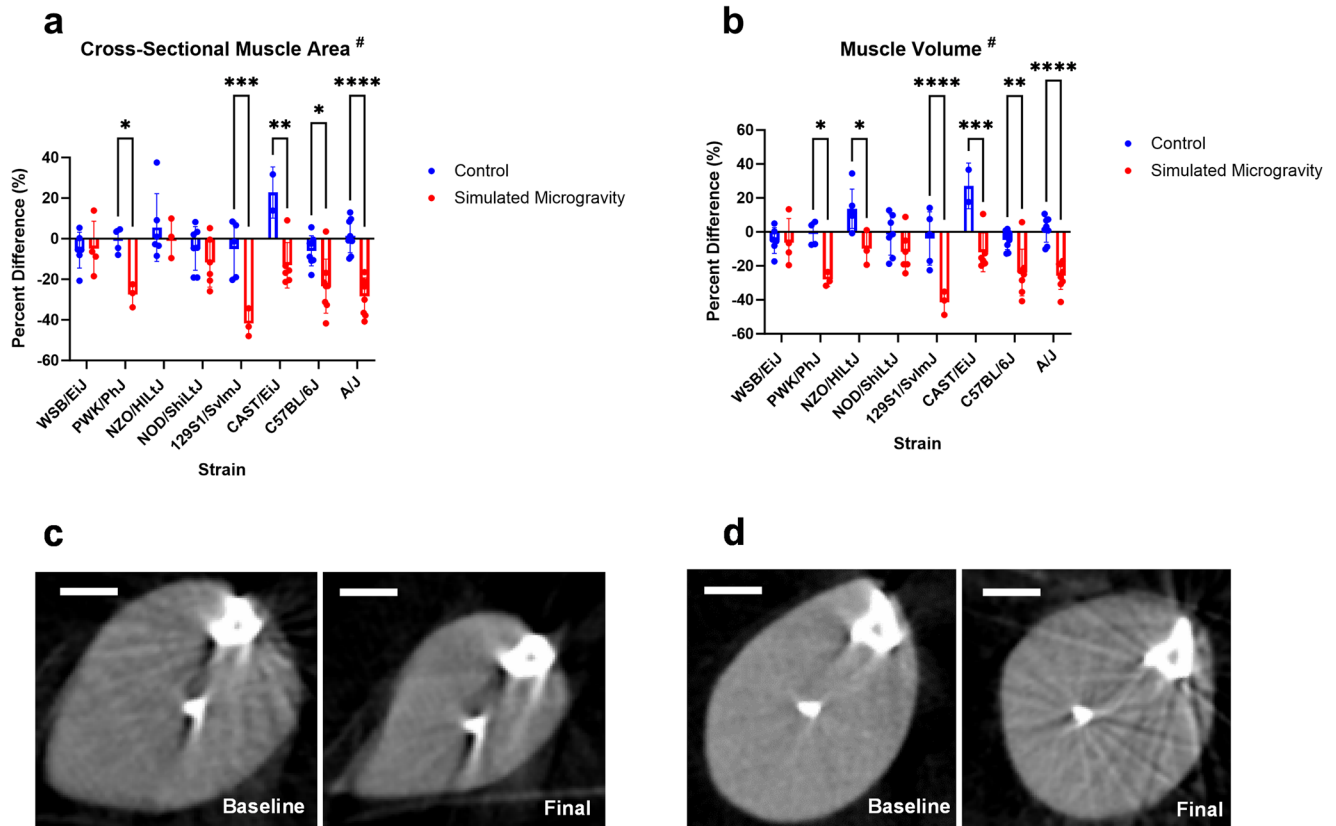 a
Cross-Sectional Muscle Area #
*
***
**
*
****
Percent Difference (%)
40
20
0
-20
-40
-60
WSB/EiJ
PWK/PhJ
NZO/HlLtJ
NOD/ShiLtJ
129S1/SvImJ
CAST/EiJ
C57BL/6J
A/J
Strain
Control
Simulated Microgravity
b
Muscle Volume #
*
*
****
***
**
****
Percent Difference (%)
60
40
20
0
-20
-40
-60
WSB/EiJ
PWK/PhJ
NZO/HlLtJ
NOD/ShiLtJ
129S1/SvImJ
CAST/EiJ
C57BL/6J
A/J
Strain
Control
Simulated Microgravity
c
Baseline
Final
d
Baseline
Final